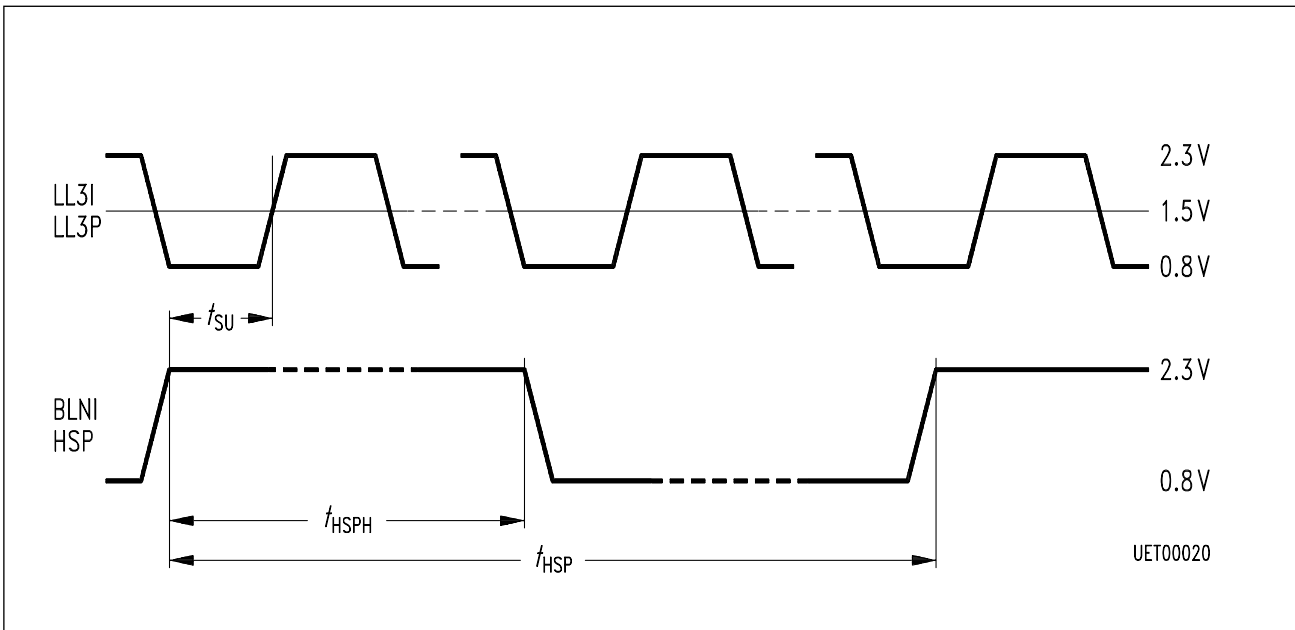 LL3I
LL3P
2.3 V
1.5 V
0.8 V
tSU
BLNI
HSP
2.3 V
0.8 V
tHSPH
tHSP
UET00020